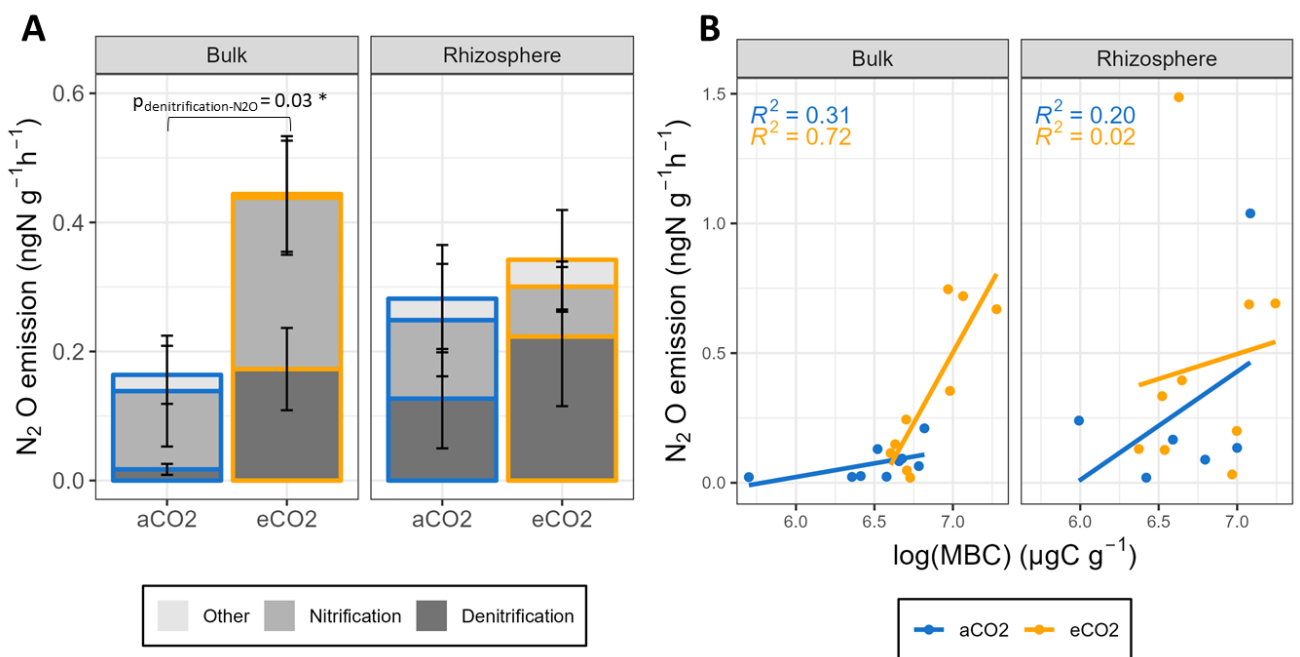 A
Bulk
Rhizosphere
p denitrification-N2O = 0.03 *
N₂ O emission (ngN g⁻¹h⁻¹)
0.6
0.4
0.2
0.0
aCO2
eCO2
aCO2
eCO2
Other
Nitrification
Denitrification
B
Bulk
Rhizosphere
R² = 0.31
R² = 0.72
R² = 0.20
R² = 0.02
N₂ O emission (ngN g⁻¹h⁻¹)
1.5
1.0
0.5
0.0
6.0
6.5
7.0
6.0
6.5
7.0
log(MBC) (µgC g⁻¹)
aCO2
eCO2